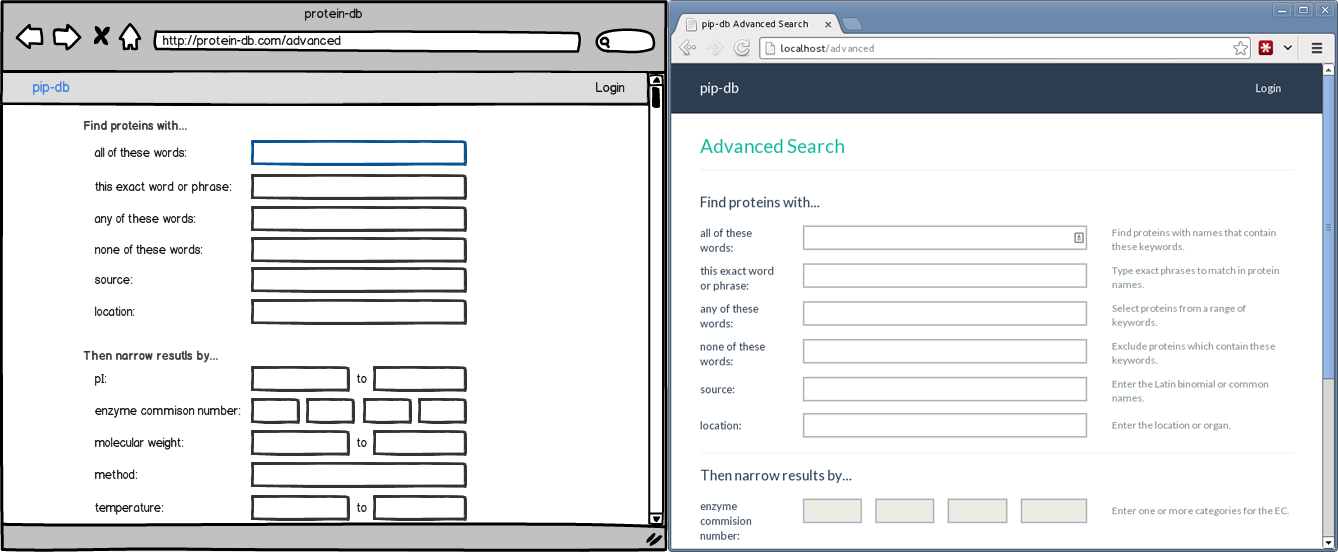 protein-db
http://protein-db.com/advanced
pip-db Login
Find proteins with...
all of these words:
this exact word or phrase:
any of these words:
none of these words:
source:
location:
Then narrow resutls by...
pI:
to
enzyme commison number:
molecular weight:
to
method:
temperature:
to
pip-db Advanced Search
localhost/advanced
pip-db Login
Advanced Search
Find proteins with...
all of these
words:
Find proteins with names that contain
these keywords.
this exact word
or phrase:
Type exact phrases to match in protein
names.
any of these
words:
Select proteins from a range of
keywords.
none of these
words:
Exclude proteins which contain these
keywords.
source:
Enter the Latin binomial or common
names.
location:
Enter the location or organ.
Then narrow results by...
enzyme
commision
number:
Enter one or more categories for the EC.